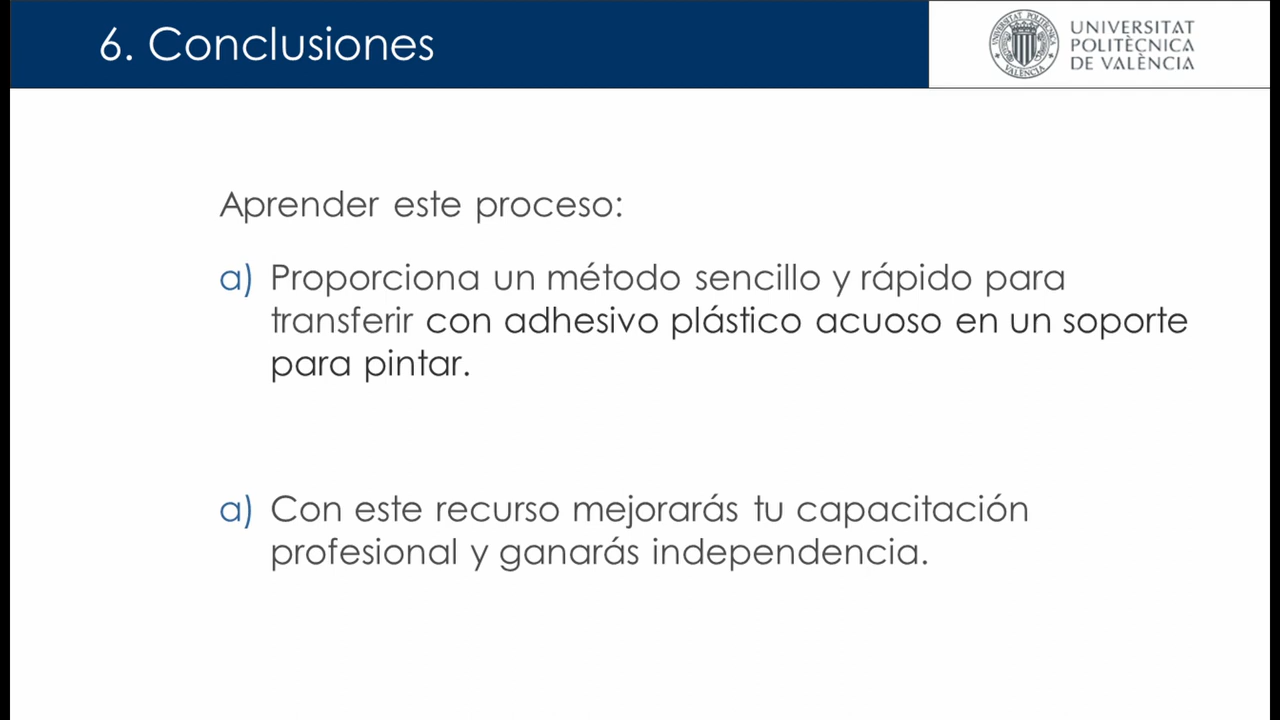 6. Conclusiones
UNIVERSITAT
POLITÈCNICA
DE VALÈNCIA
Aprender este proceso:
a) Proporciona un método sencillo y rápido para
transferir con adhesivo plástico acuoso en un soporte
para pintar.
a) Con este recurso mejorarás tu capacitación
profesional y ganarás independencia.